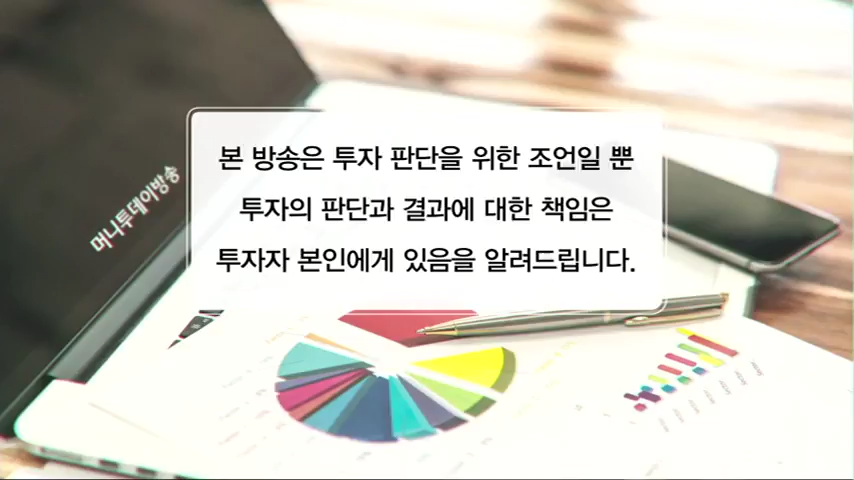 본 방송은 투자 판단을 위한 조언일 뿐
투자의 판단과 결과에 대한 책임은
투자자 본인에게 있음을 알려드립니다.
머니투데이방송